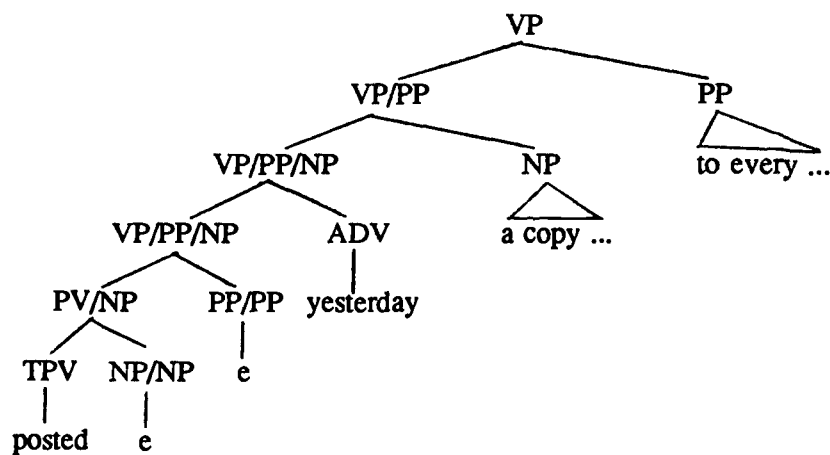 VP
VP/PP PP
VP/PP/NP NP to every ...
VP/PP/NP ADV a copy ...
PV/NP PP/PP yesterday
TPV NP/NP e
posted e